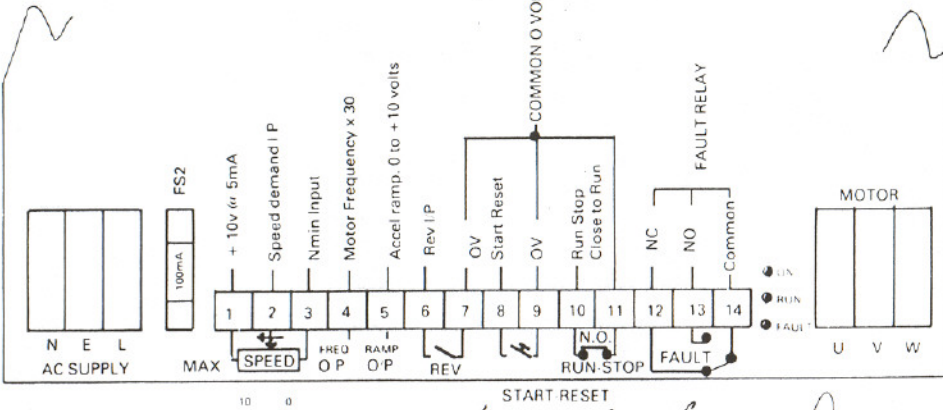 COMMON O VO
FAULT RELAY
FS2
100mA
+ 10v @ 5mA
Speed demand I P
Nmin Input
Motor Frequency x 30
Accel ramp. 0 to + 10 volts
Rev I/P
OV
Start Reset
OV
Run Stop
Close to Run
NC
NO
Common
MOTOR
ON
RUN
FAULT
1 2 3 4 5 6 7 8 9 10 11 12 13 14
N E L
AC SUPPLY
MAX
SPEED
FREQ
O P
RAMP
O/P
REV
N.O.
RUN-STOP
FAULT
U V W
START-RESET
10 0